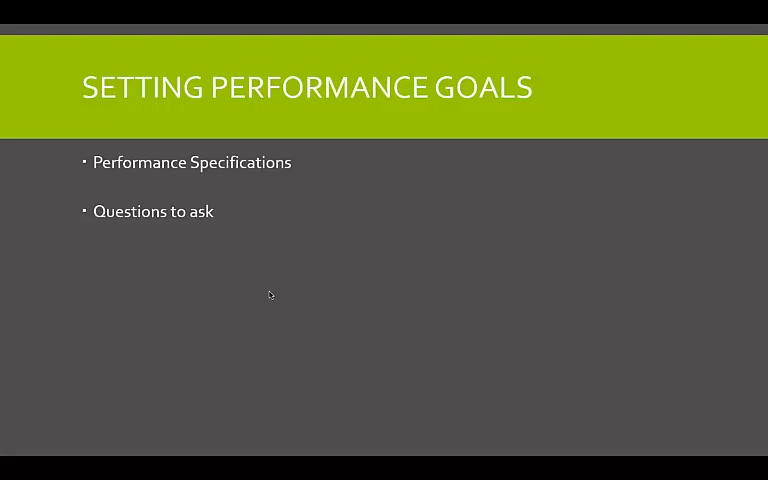 SETTING PERFORMANCE GOALS
▪ Performance Specifications
▪ Questions to ask